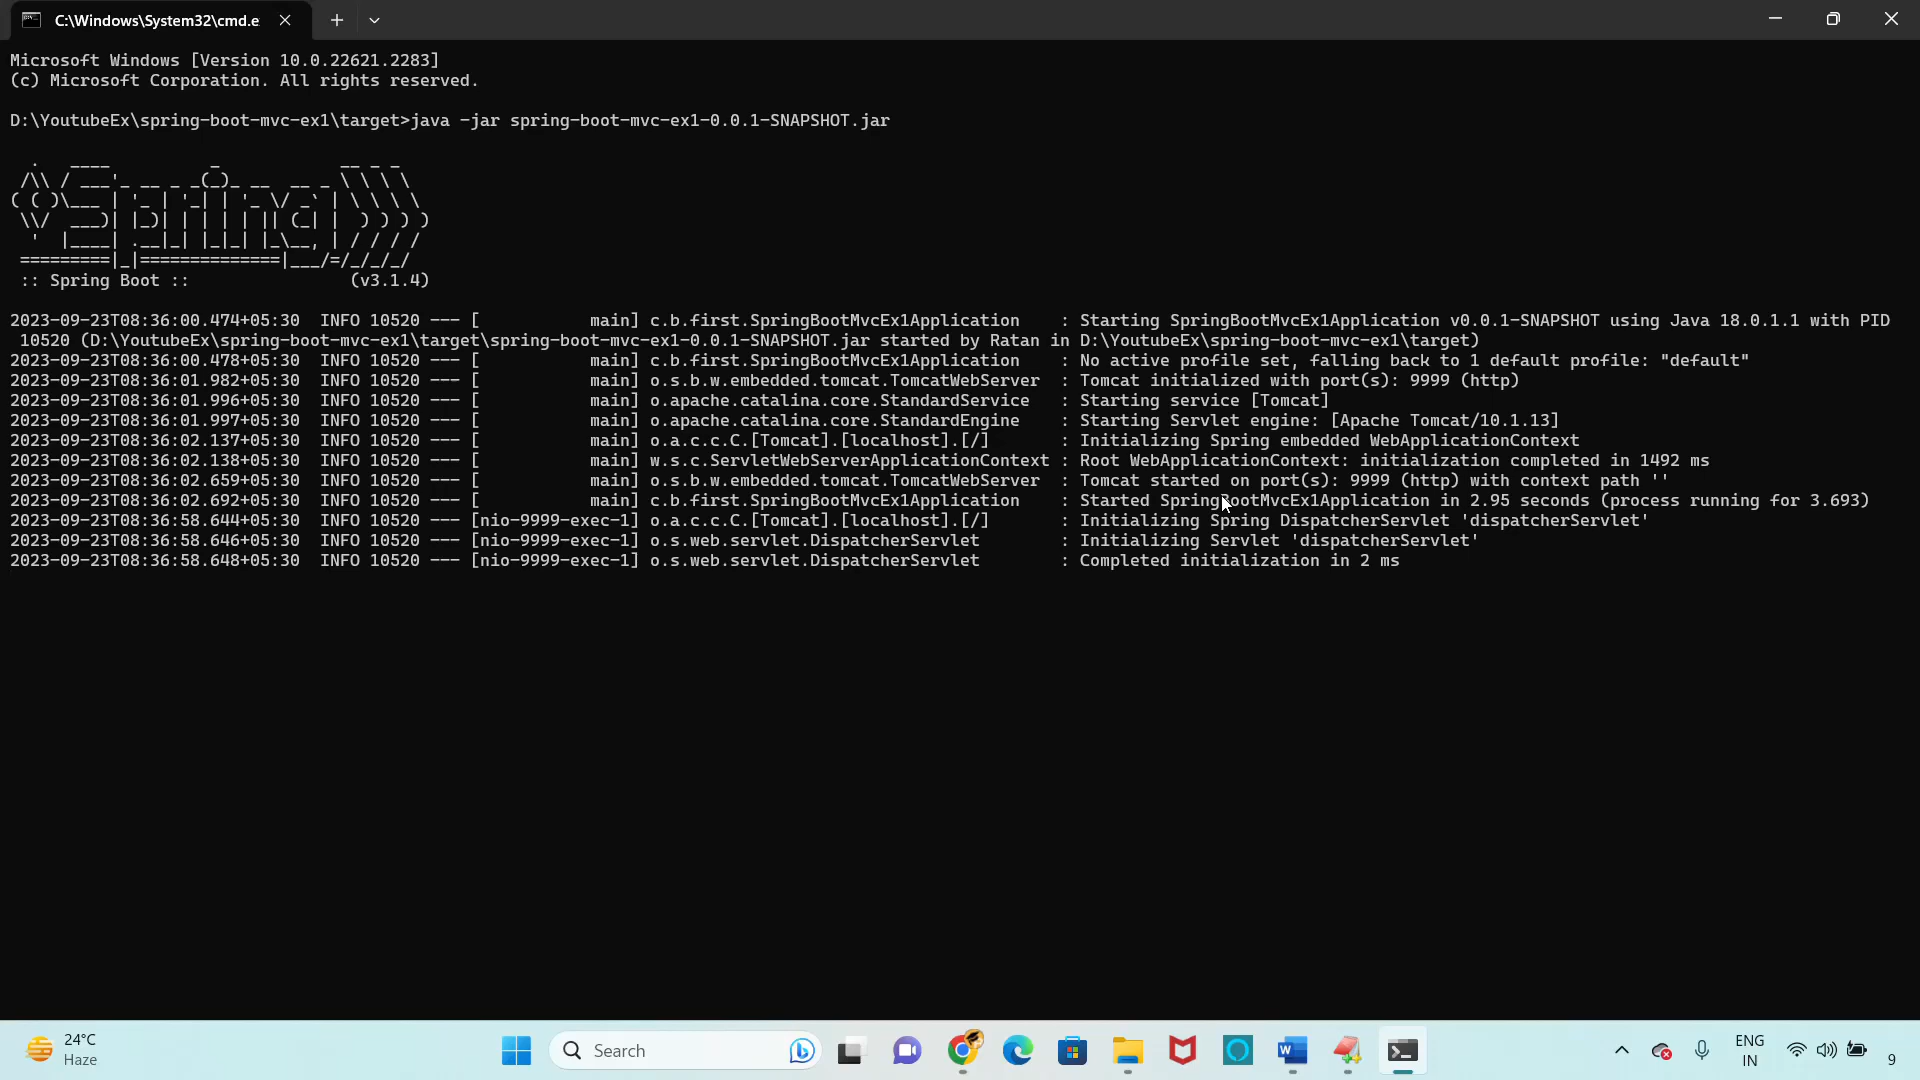 C:\Windows\System32\cmd.e
Microsoft Windows [Version 10.0.22621.2283]
(c) Microsoft Corporation. All rights reserved.
D:\YoutubeEx\spring-boot-mvc-ex1\target>java -jar spring-boot-mvc-ex1-0.0.1-SNAPSHOT.jar
  .   ____          _            __ _ _
 /\\ / ___'_ __ _ _(_)_ __  __ _ \ \ \ \
( ( )\___ | '_ | '_| | '_ \/ _` | \ \ \ \
 \\/  ___)| |_)| | | | | || (_| |  ) ) ) )
  '  |____| .__|_| |_|_| |_\__, | / / / /
 =========|_|==============|___/=/_/_/_/
 :: Spring Boot ::                (v3.1.4)
2023-09-23T08:36:00.474+05:30  INFO 10520 --- [           main] c.b.first.SpringBootMvcEx1Application    : Starting SpringBootMvcEx1Application v0.0.1-SNAPSHOT using Java 18.0.1.1 with PID
 10520 (D:\YoutubeEx\spring-boot-mvc-ex1\target\spring-boot-mvc-ex1-0.0.1-SNAPSHOT.jar started by Ratan in D:\YoutubeEx\spring-boot-mvc-ex1\target)
2023-09-23T08:36:00.478+05:30  INFO 10520 --- [           main] c.b.first.SpringBootMvcEx1Application    : No active profile set, falling back to 1 default profile: "default"
2023-09-23T08:36:01.982+05:30  INFO 10520 --- [           main] o.s.b.w.embedded.tomcat.TomcatWebServer  : Tomcat initialized with port(s): 9999 (http)
2023-09-23T08:36:01.996+05:30  INFO 10520 --- [           main] o.apache.catalina.core.StandardService   : Starting service [Tomcat]
2023-09-23T08:36:01.997+05:30  INFO 10520 --- [           main] o.apache.catalina.core.StandardEngine    : Starting Servlet engine: [Apache Tomcat/10.1.13]
2023-09-23T08:36:02.137+05:30  INFO 10520 --- [           main] o.a.c.c.C.[Tomcat].[localhost].[/]       : Initializing Spring embedded WebApplicationContext
2023-09-23T08:36:02.138+05:30  INFO 10520 --- [           main] w.s.c.ServletWebServerApplicationContext : Root WebApplicationContext: initialization completed in 1492 ms
2023-09-23T08:36:02.659+05:30  INFO 10520 --- [           main] o.s.b.w.embedded.tomcat.TomcatWebServer  : Tomcat started on port(s): 9999 (http) with context path ''
2023-09-23T08:36:02.692+05:30  INFO 10520 --- [           main] c.b.first.SpringBootMvcEx1Application    : Started SpringBootMvcEx1Application in 2.95 seconds (process running for 3.693)
2023-09-23T08:36:58.644+05:30  INFO 10520 --- [nio-9999-exec-1] o.a.c.c.C.[Tomcat].[localhost].[/]       : Initializing Spring DispatcherServlet 'dispatcherServlet'
2023-09-23T08:36:58.646+05:30  INFO 10520 --- [nio-9999-exec-1] o.s.web.servlet.DispatcherServlet        : Initializing Servlet 'dispatcherServlet'
2023-09-23T08:36:58.648+05:30  INFO 10520 --- [nio-9999-exec-1] o.s.web.servlet.DispatcherServlet        : Completed initialization in 2 ms
24°C
Haze
Search
ENG
IN
9